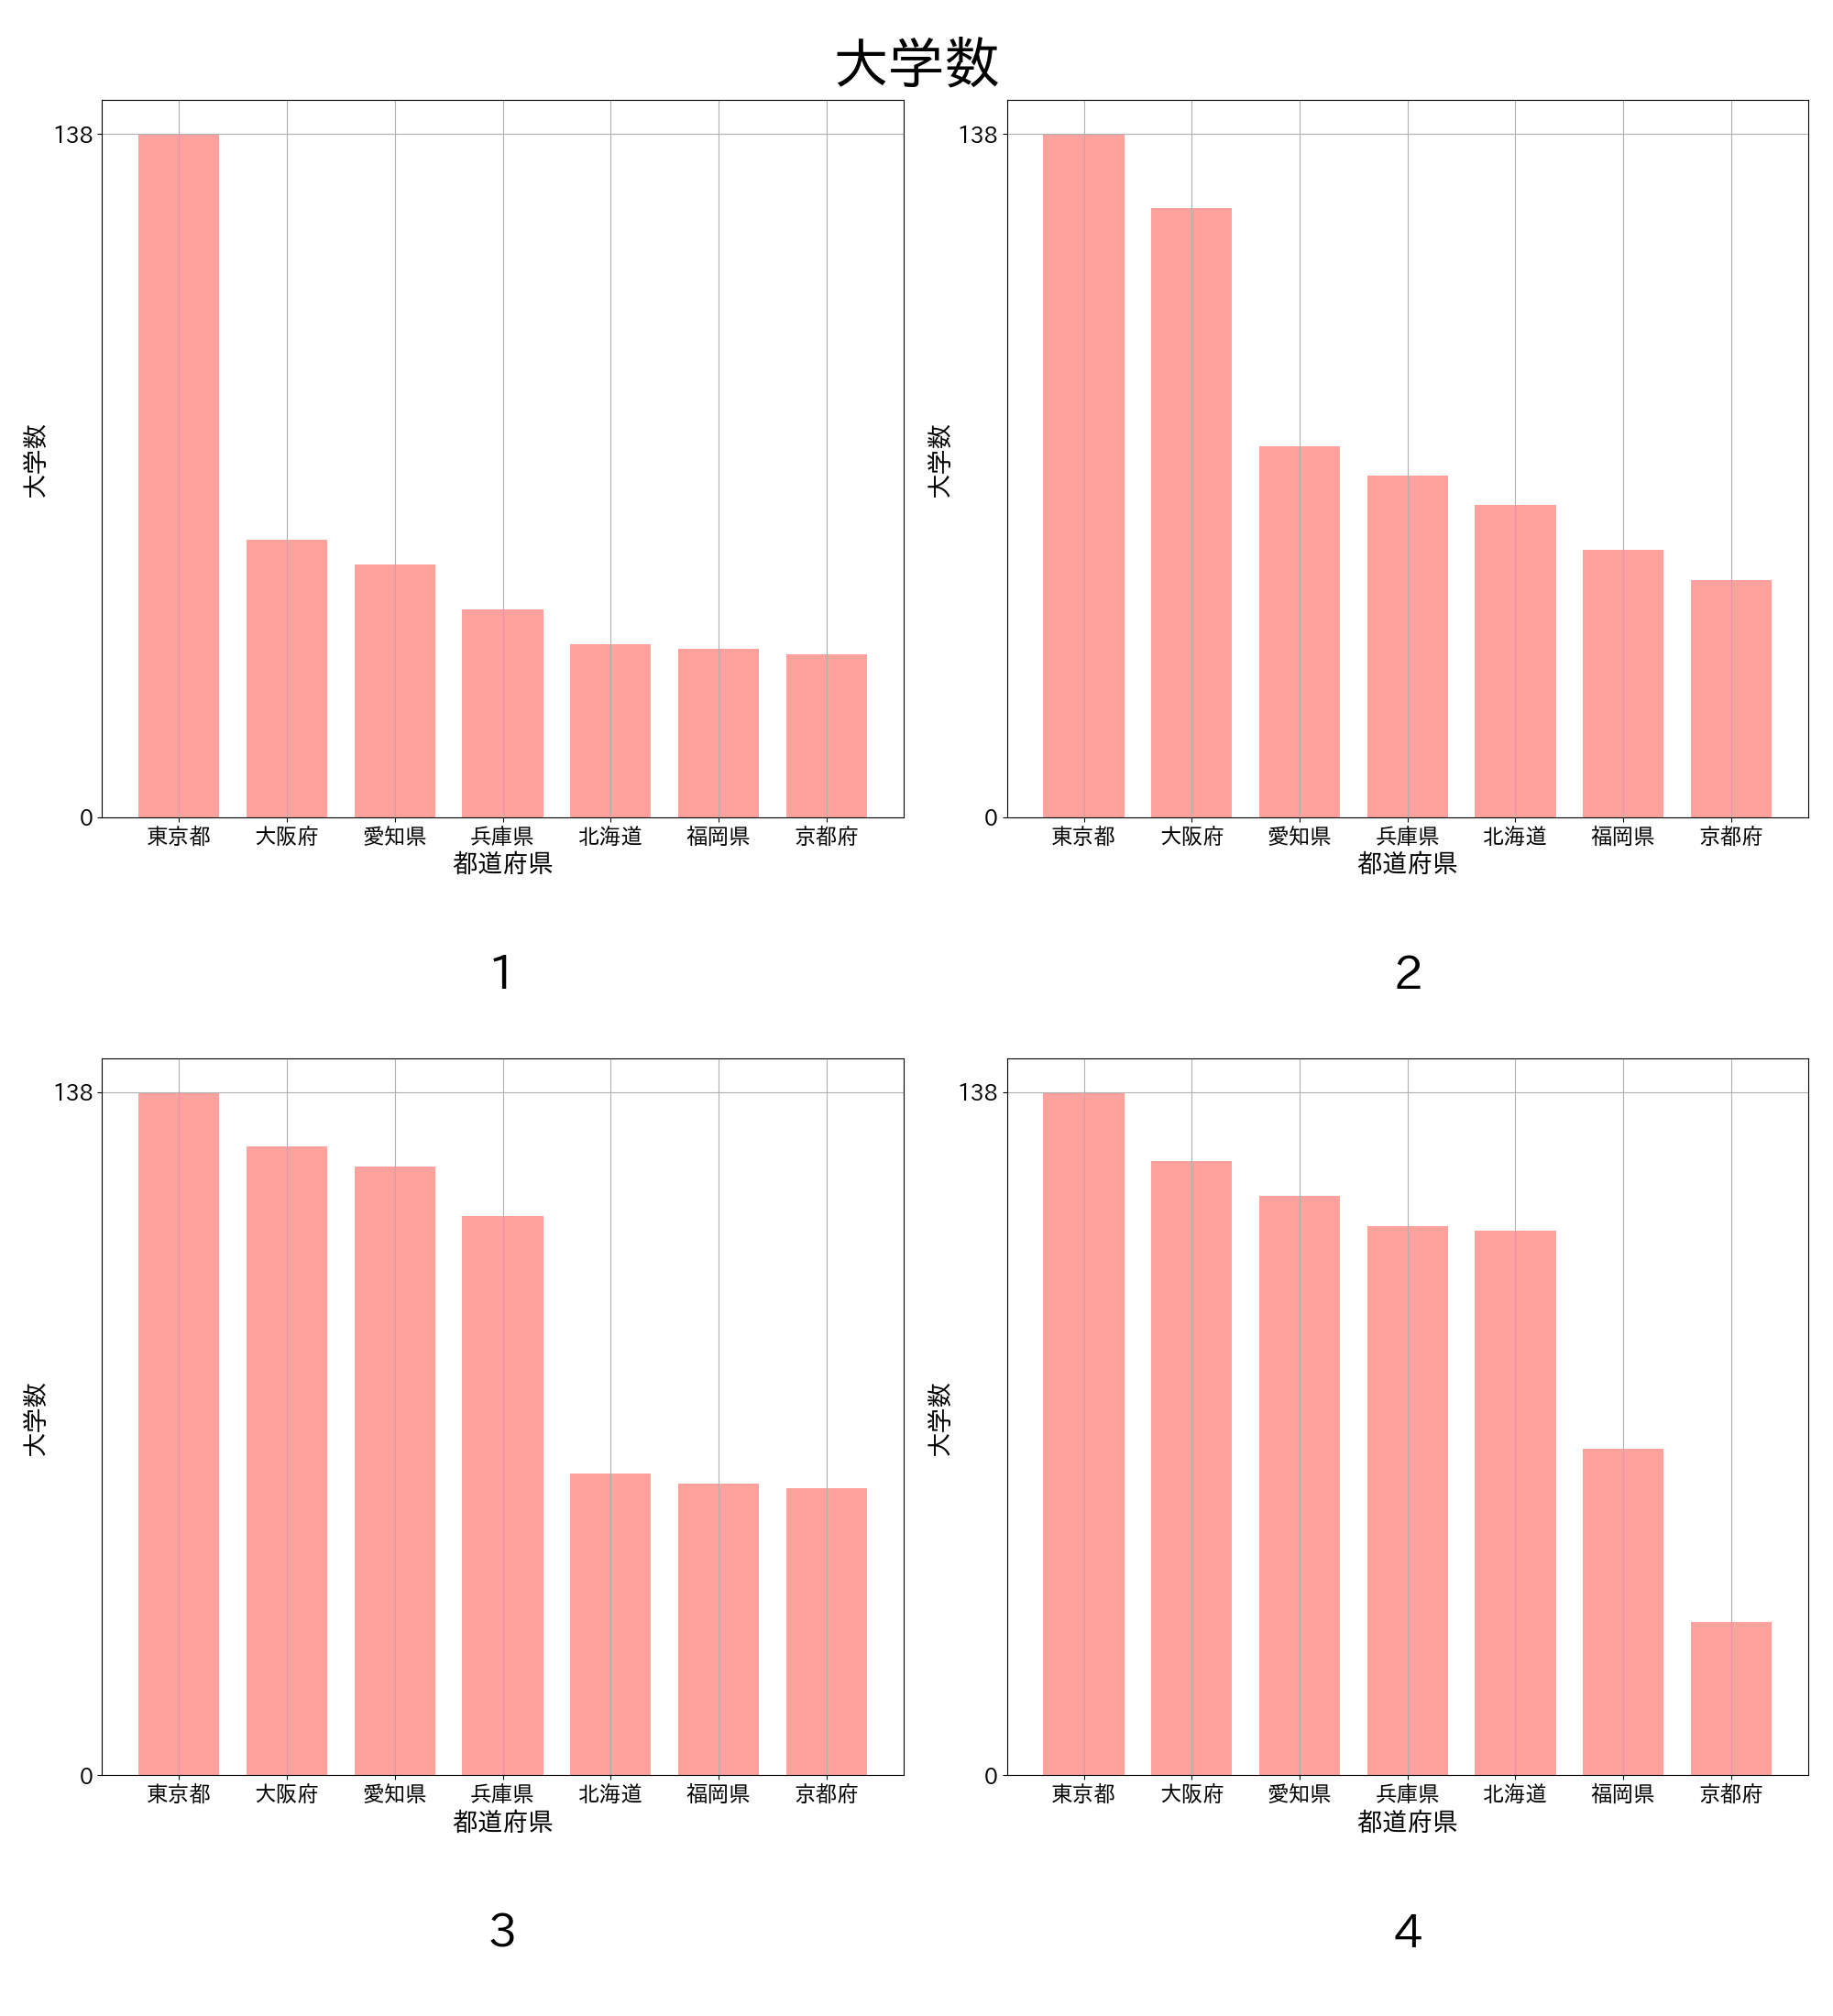 大学数
138
大学数
0
東京都 大阪府 愛知県 兵庫県 北海道 福岡県 京都府
都道府県
1
138
大学数
0
東京都 大阪府 愛知県 兵庫県 北海道 福岡県 京都府
都道府県
2
138
大学数
0
東京都 大阪府 愛知県 兵庫県 北海道 福岡県 京都府
都道府県
3
138
大学数
0
東京都 大阪府 愛知県 兵庫県 北海道 福岡県 京都府
都道府県
4